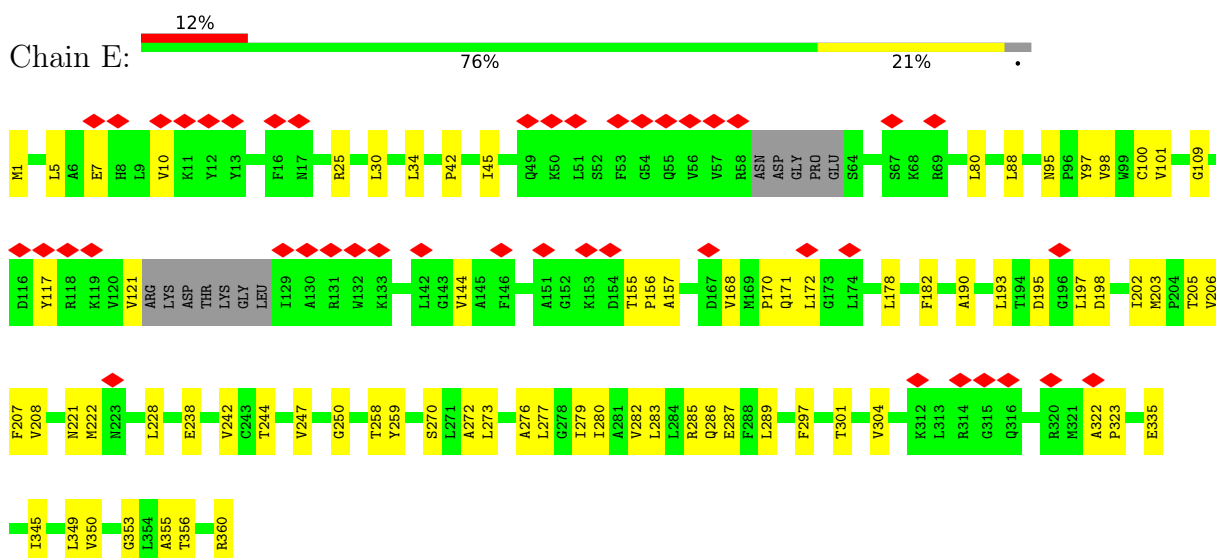 12%
Chain E:
76% 21% •
M1 L5 A6 E7 H8 L9 V10 K11 Y12 Y13 F16 N17 R25 L30 L34 P42 I45 Q49 K50 L51 S52 F53 G54 Q55 V56 V57 R58 ASN ASP GLY PRO GLU S64 S67 K68 R69 L80 L88 N95 P96 Y97 V98 W99 C100 V101 G109
D116 Y117 R118 K119 V120 V121 ARG LYS ASP THR LYS GLY LEU I129 A130 R131 W132 K133 L142 G143 V144 A145 F146 A151 G152 K153 D154 T155 P156 A157 D167 V168 M169 P170 Q171 L172 G173 L174 L178 F182 A190 L193 T194 D195 G196 L197 D198 I202 M203 P204 T205 V206
F207 V208 N221 M222 N223 L228 E238 V242 C243 T244 V247 G250 T258 Y259 S270 L271 A272 L273 A276 L277 G278 I279 I280 A281 V282 L283 L284 R285 Q286 E287 F288 L289 F297 T301 V304 K312 L313 R314 G315 Q316 R320 M321 A322 P323 E335
I345 L349 V350 G353 L354 A355 T356 R360